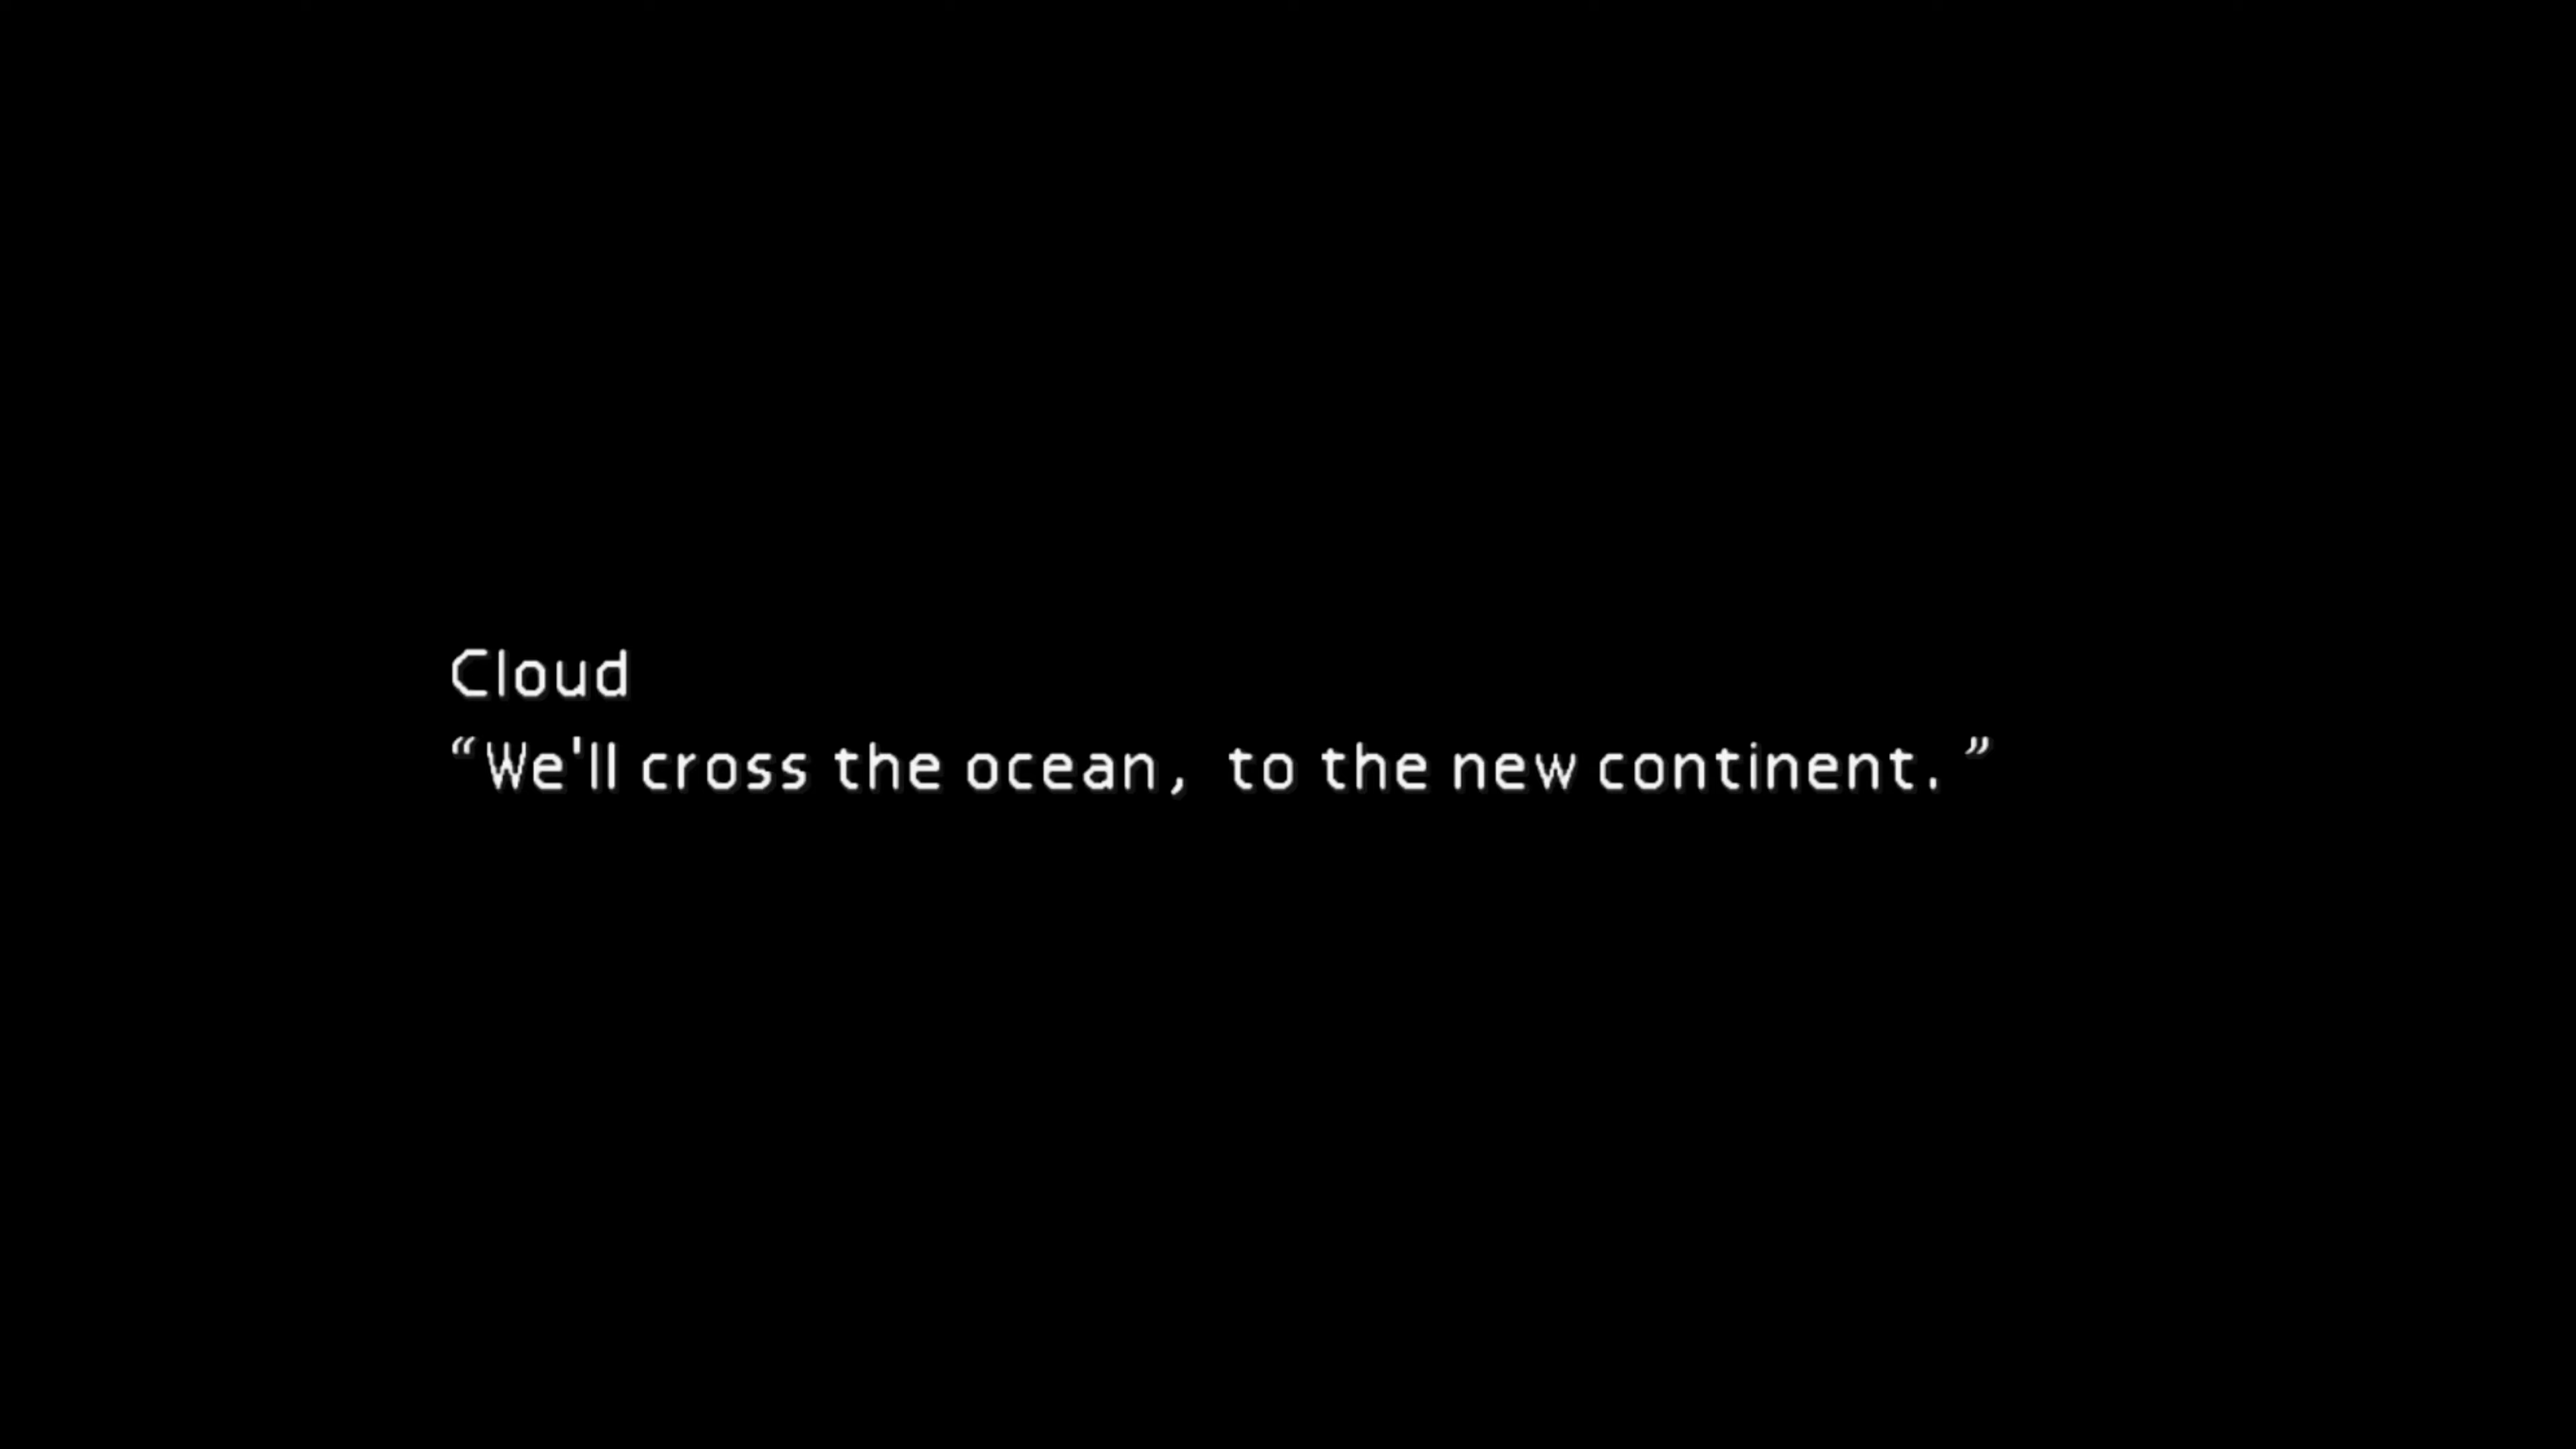 Cloud
“We'll cross the ocean, to the new continent.”